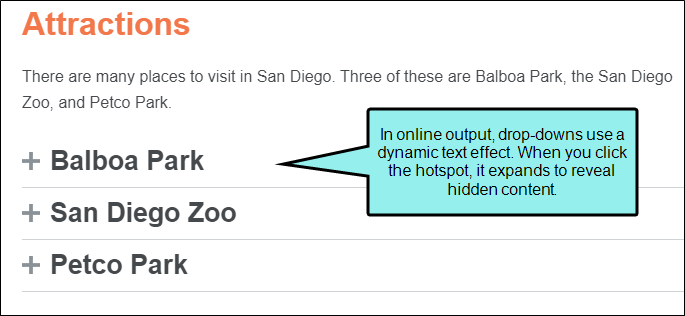 Attractions
There are many places to visit in San Diego. Three of these are Balboa Park, the San Diego
Zoo, and Petco Park.
Balboa Park
In online output, drop-downs use a
dynamic text effect. When you click
the hotspot, it expands to reveal
hidden content.
San Diego Zoo
Petco Park